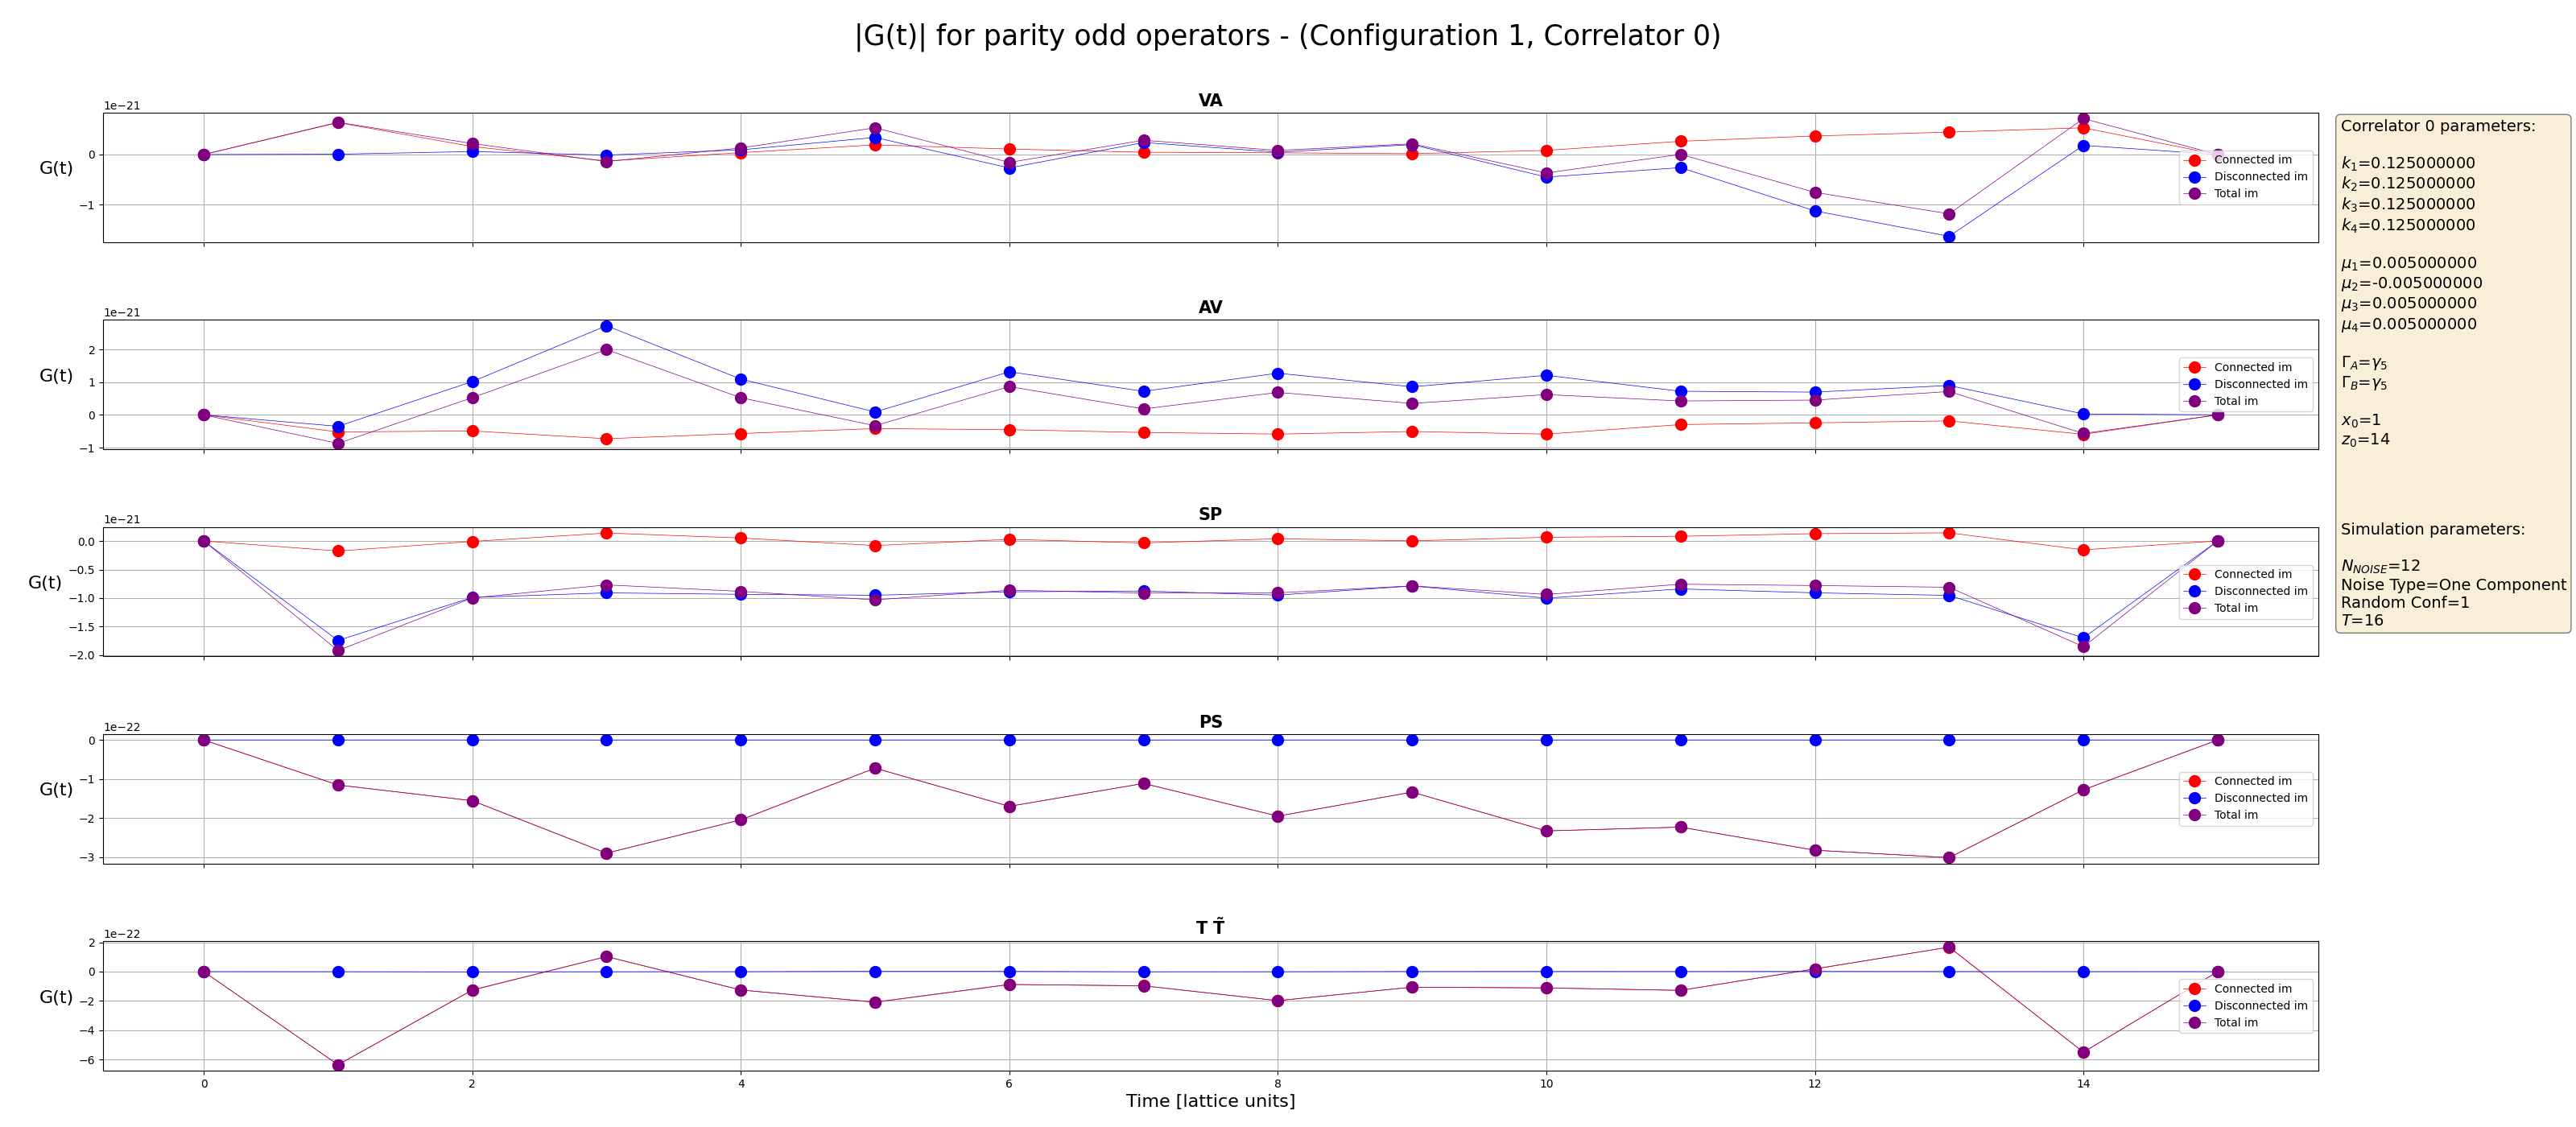 |G(t)| for parity odd operators - (Configuration 1, Correlator 0)
VA
1e−21
G(t)
0
−1
Connected im
Disconnected im
Total im
AV
1e−21
G(t)
2
1
0
−1
Connected im
Disconnected im
Total im
SP
1e−21
G(t)
0.0
−0.5
−1.0
−1.5
−2.0
Connected im
Disconnected im
Total im
PS
1e−22
G(t)
0
−1
−2
−3
Connected im
Disconnected im
Total im
T T̃
1e−22
G(t)
2
0
−2
−4
−6
Connected im
Disconnected im
Total im
0 2 4 6 8 10 12 14
Time [lattice units]
Correlator 0 parameters:
k₁=0.125000000
k₂=0.125000000
k₃=0.125000000
k₄=0.125000000
μ₁=0.005000000
μ₂=-0.005000000
μ₃=0.005000000
μ₄=0.005000000
Γ_A=γ₅
Γ_B=γ₅
x₀=1
z₀=14
Simulation parameters:
N_NOISE=12
Noise Type=One Component
Random Conf=1
T=16